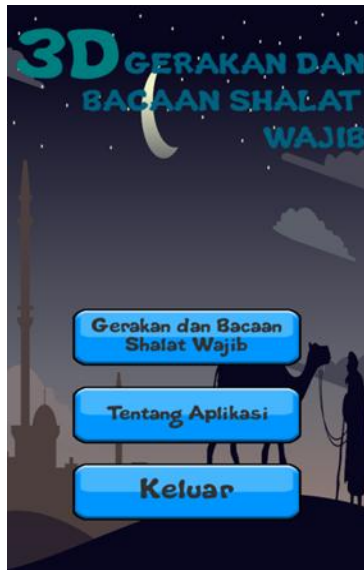 3D GERAKAN DAN
BACAAN SHALAT
WAJIB
Gerakan dan Bacaan
Shalat Wajib
Tentang Aplikasi
Keluar